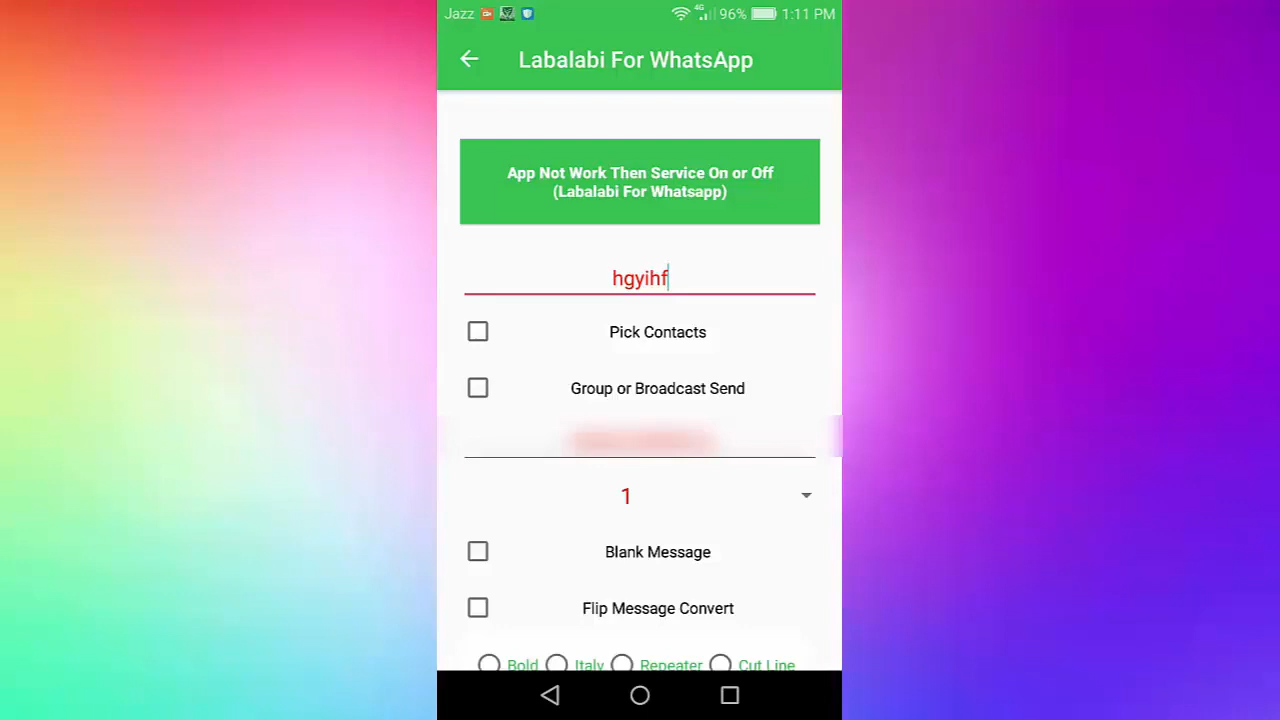 Jazz 4G 96% 1:11 PM
Labalabi For WhatsApp
App Not Work Then Service On or Off
(Labalabi For Whatsapp)
hgyihf
Pick Contacts
Group or Broadcast Send
1
Blank Message
Flip Message Convert
Bold Italy Repeater Cut Line